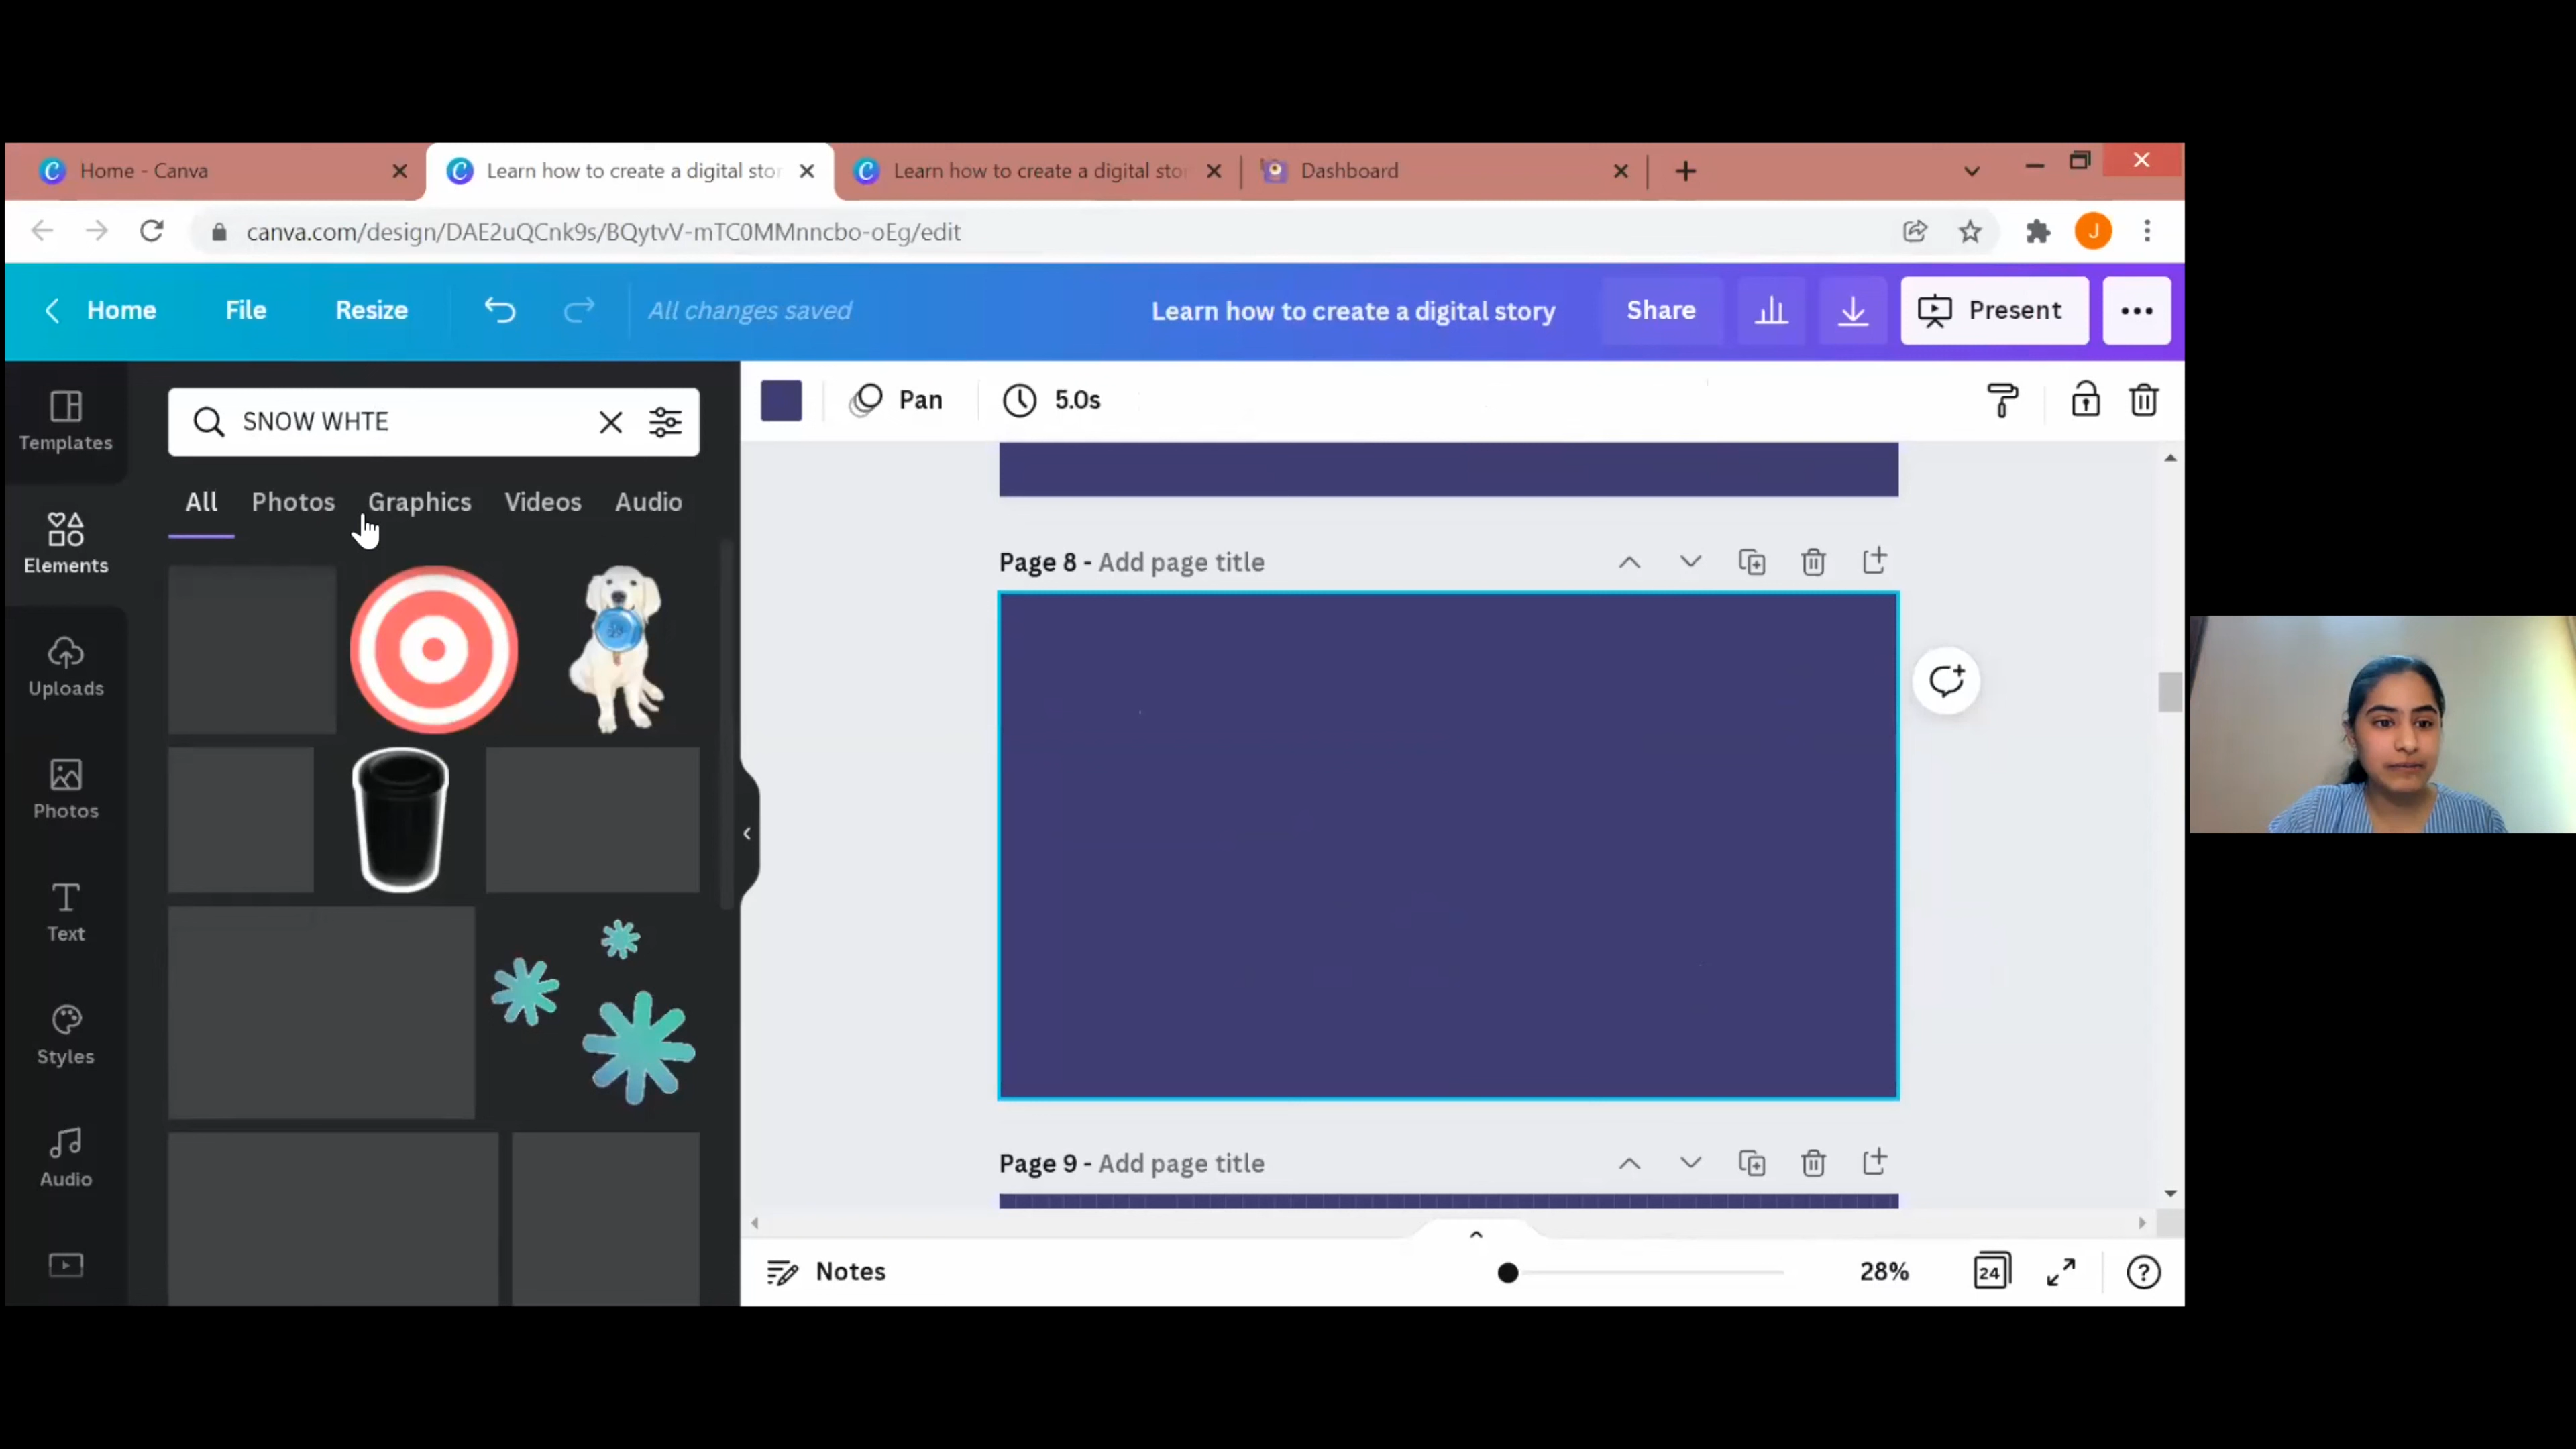 Home - Canva
Learn how to create a digital stor
Learn how to create a digital stor
Dashboard
canva.com/design/DAE2uQCnk9s/BQytvV-mTC0MMnncbo-oEg/edit
J
Home
File
Resize
All changes saved
Learn how to create a digital story
Share
Present
Templates
SNOW WHTE
Pan
5.0s
All
Photos
Graphics
Videos
Audio
Elements
Page 8 - Add page title
Uploads
Photos
Text
Styles
Audio
Page 9 - Add page title
Notes
28%
24
?